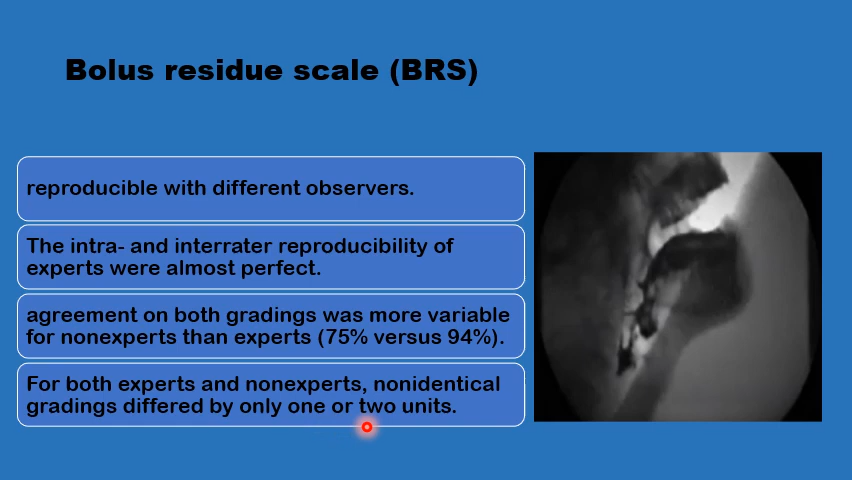 Bolus residue scale (BRS)
reproducible with different observers.
The intra- and interrater reproducibility of
experts were almost perfect.
agreement on both gradings was more variable
for nonexperts than experts (75% versus 94%).
For both experts and nonexperts, nonidentical
gradings differed by only one or two units.